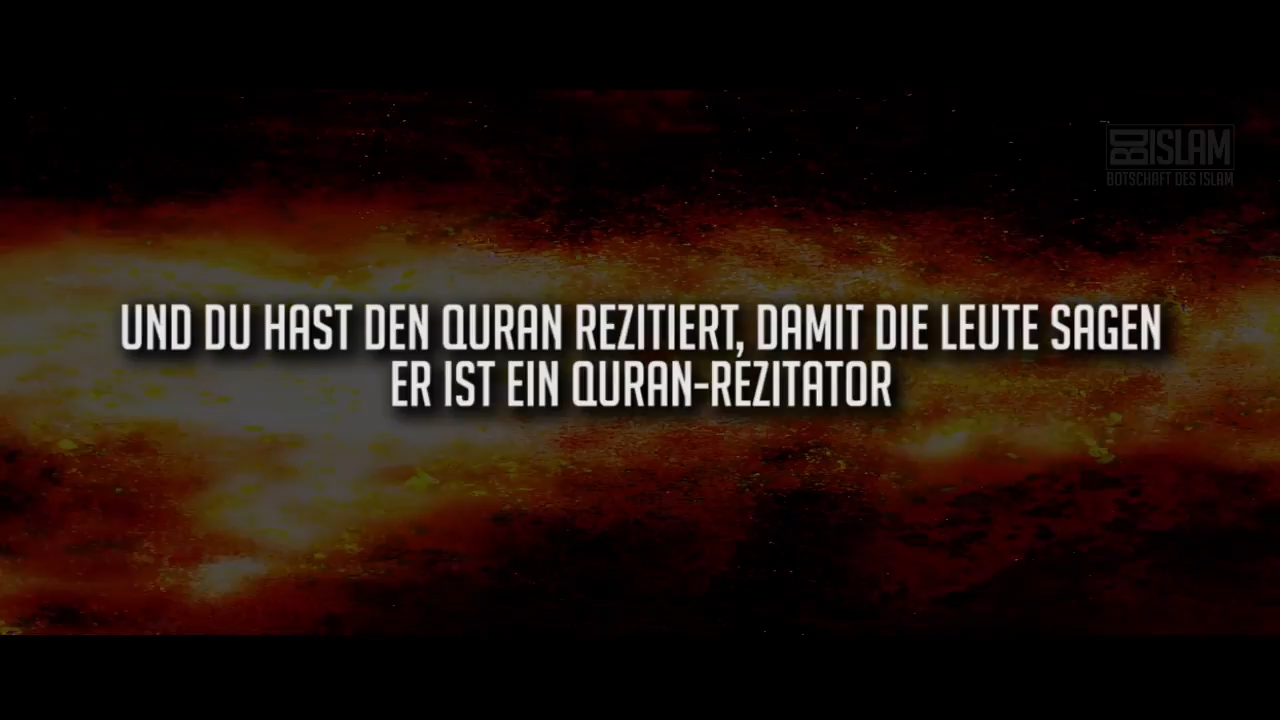 BDISLAM
BOTSCHAFT DES ISLAM
UND DU HAST DEN QURAN REZITIERT, DAMIT DIE LEUTE SAGEN
ER IST EIN QURAN-REZITATOR